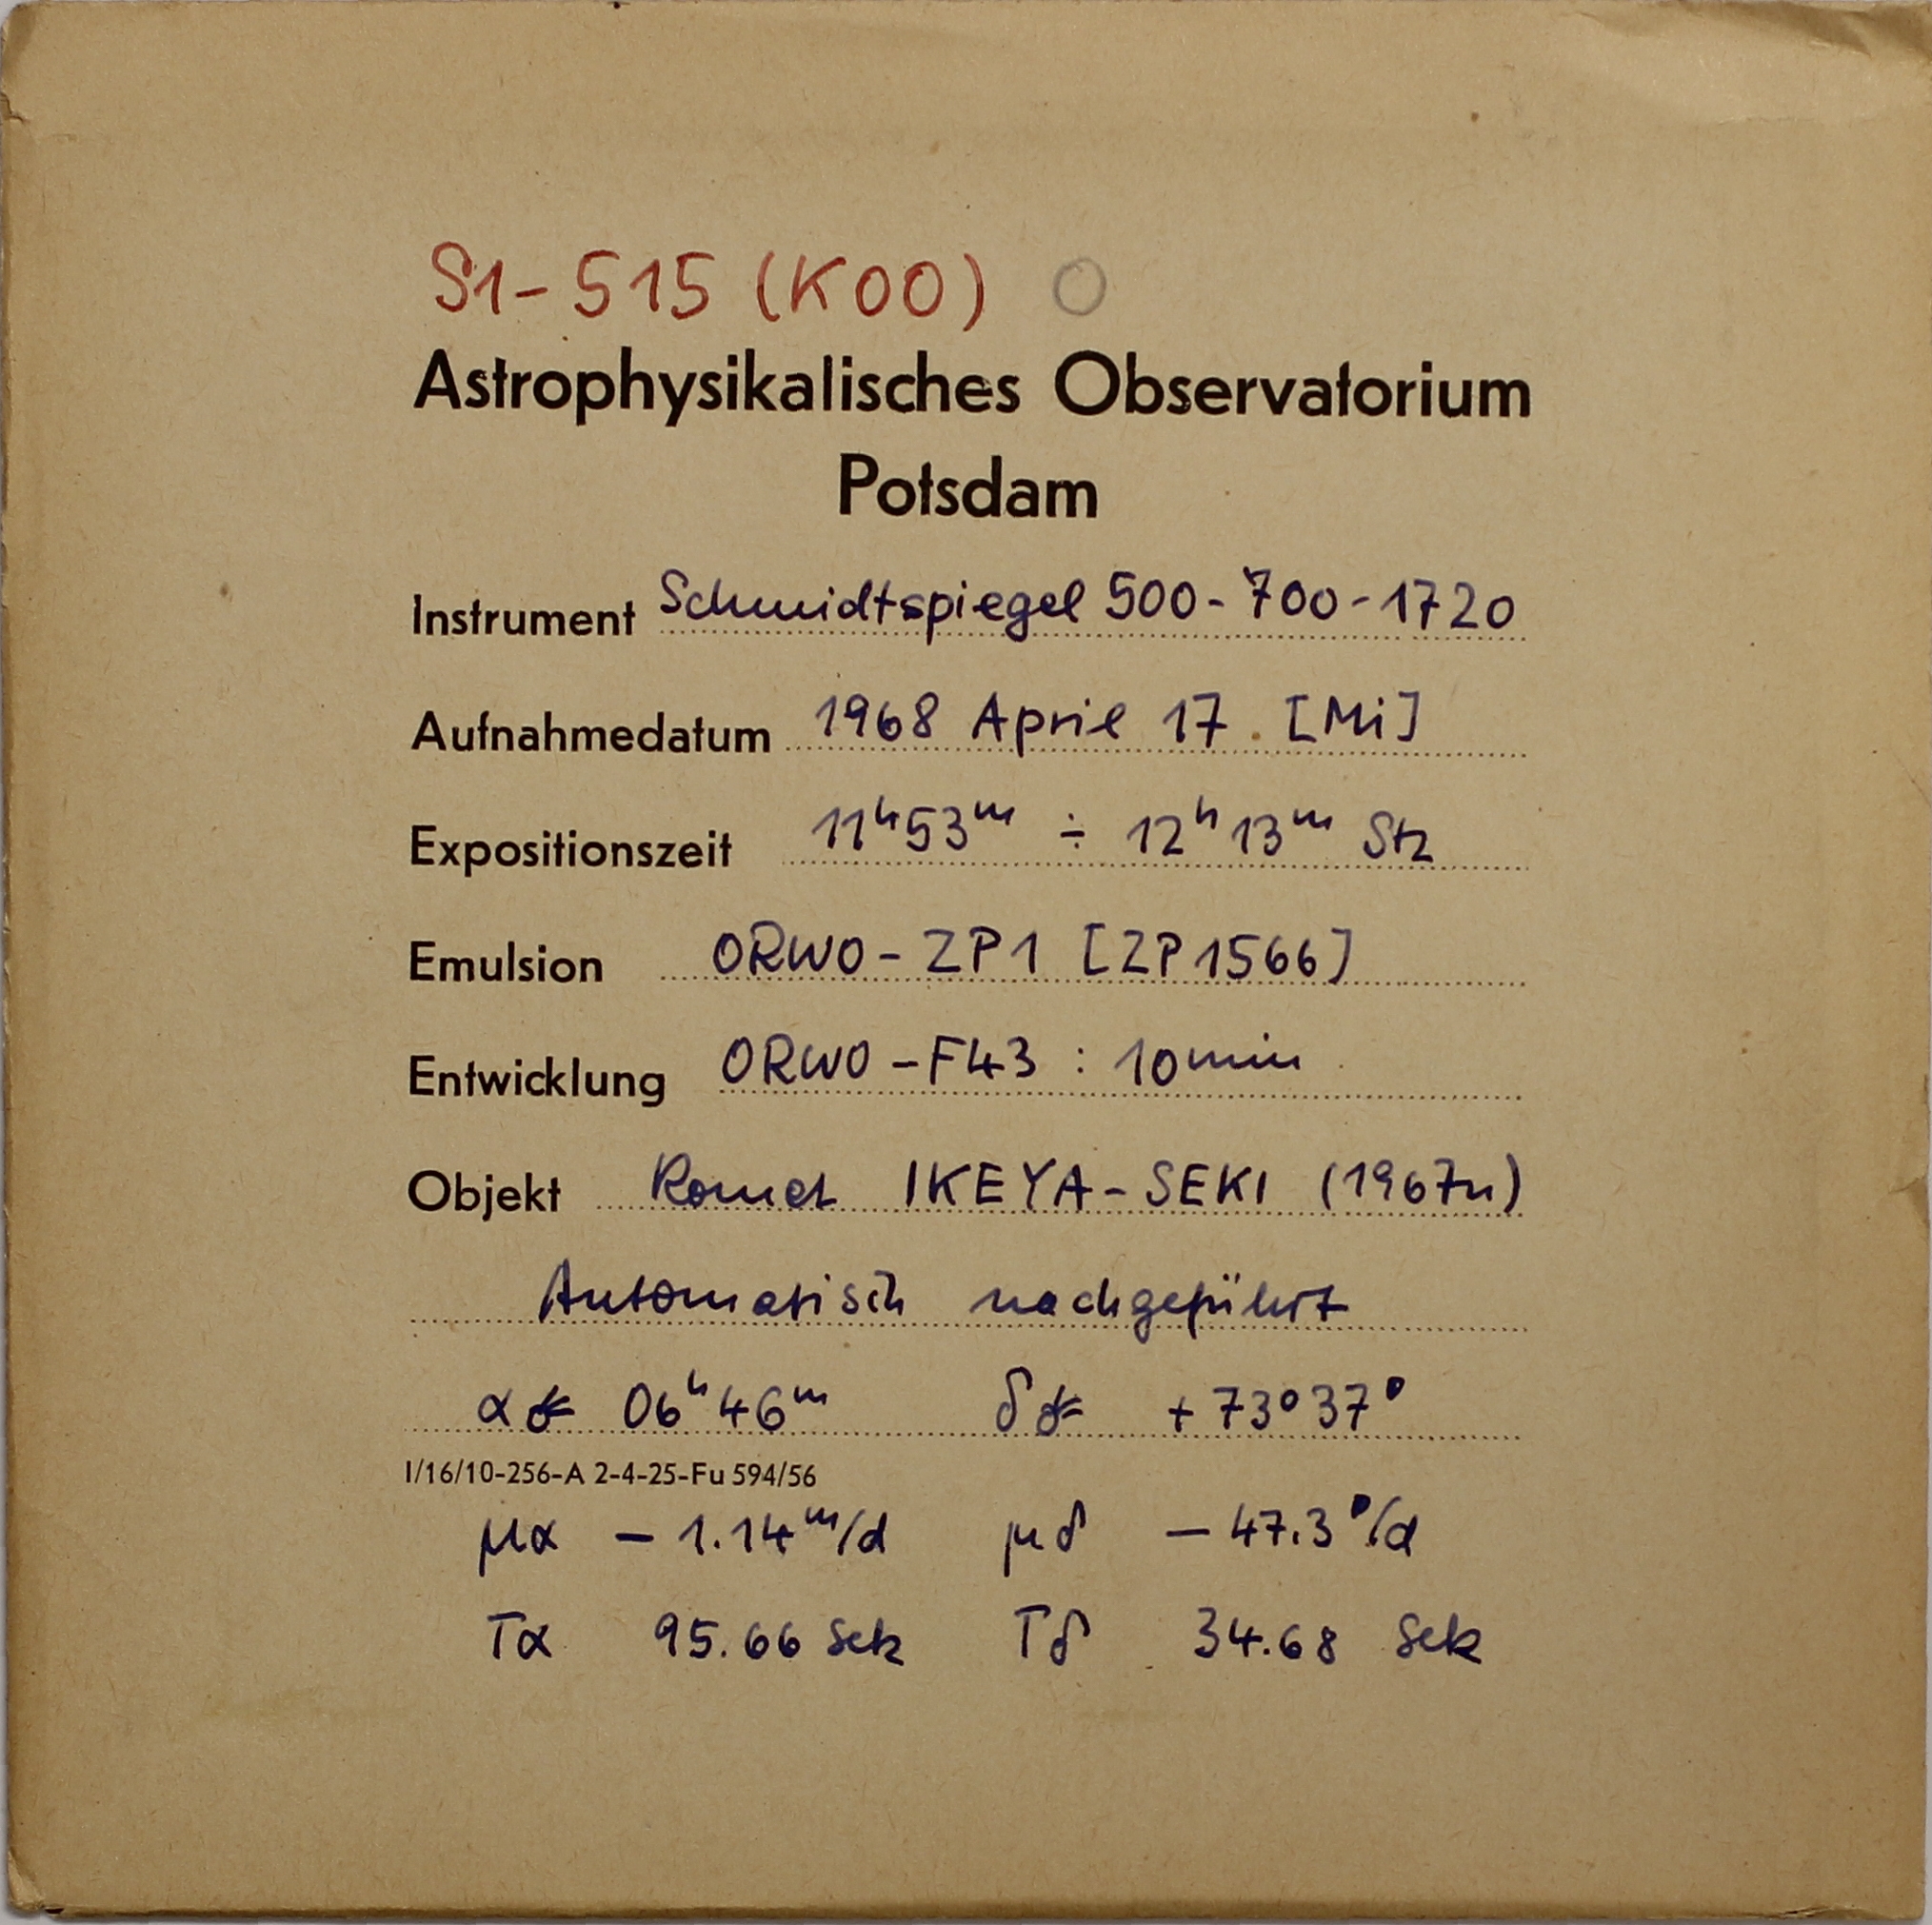 S1-515 (K00) O
Astrophysikalisches Observatorium
Potsdam
Instrument Schmidtspiegel 500-700-1720
Aufnahmedatum 1968 April 17. [Mi]
Expositionszeit 11ʰ53ᵐ ÷ 12ʰ13ᵐ Stz
Emulsion ORWO-ZP1 [ZP1566]
Entwicklung ORWO-F43 : 10min
Objekt Komet IKEYA-SEKI (1967n)
Automatisch nachgeführt
α☄ 06ʰ46ᵐ δ☄ +73°37'
I/16/10-256-A 2-4-25-Fu 594/56
μα - 1.14ᵐ/d μδ - 47.3'/d
Tα 95.66 Sek Tδ 34.68 Sek